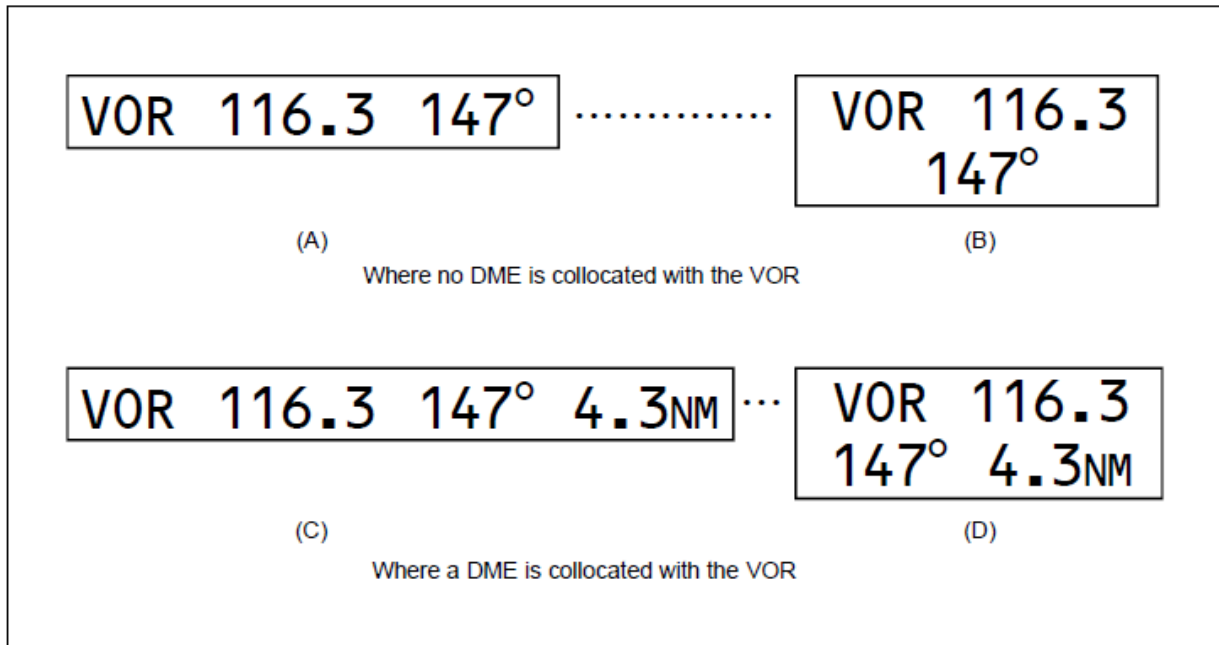 VOR 116.3 147° ..............
VOR 116.3
147°
(A)
(B)
Where no DME is collocated with the VOR
VOR 116.3 147° 4.3NM ...
VOR 116.3
147° 4.3NM
(C)
(D)
Where a DME is collocated with the VOR